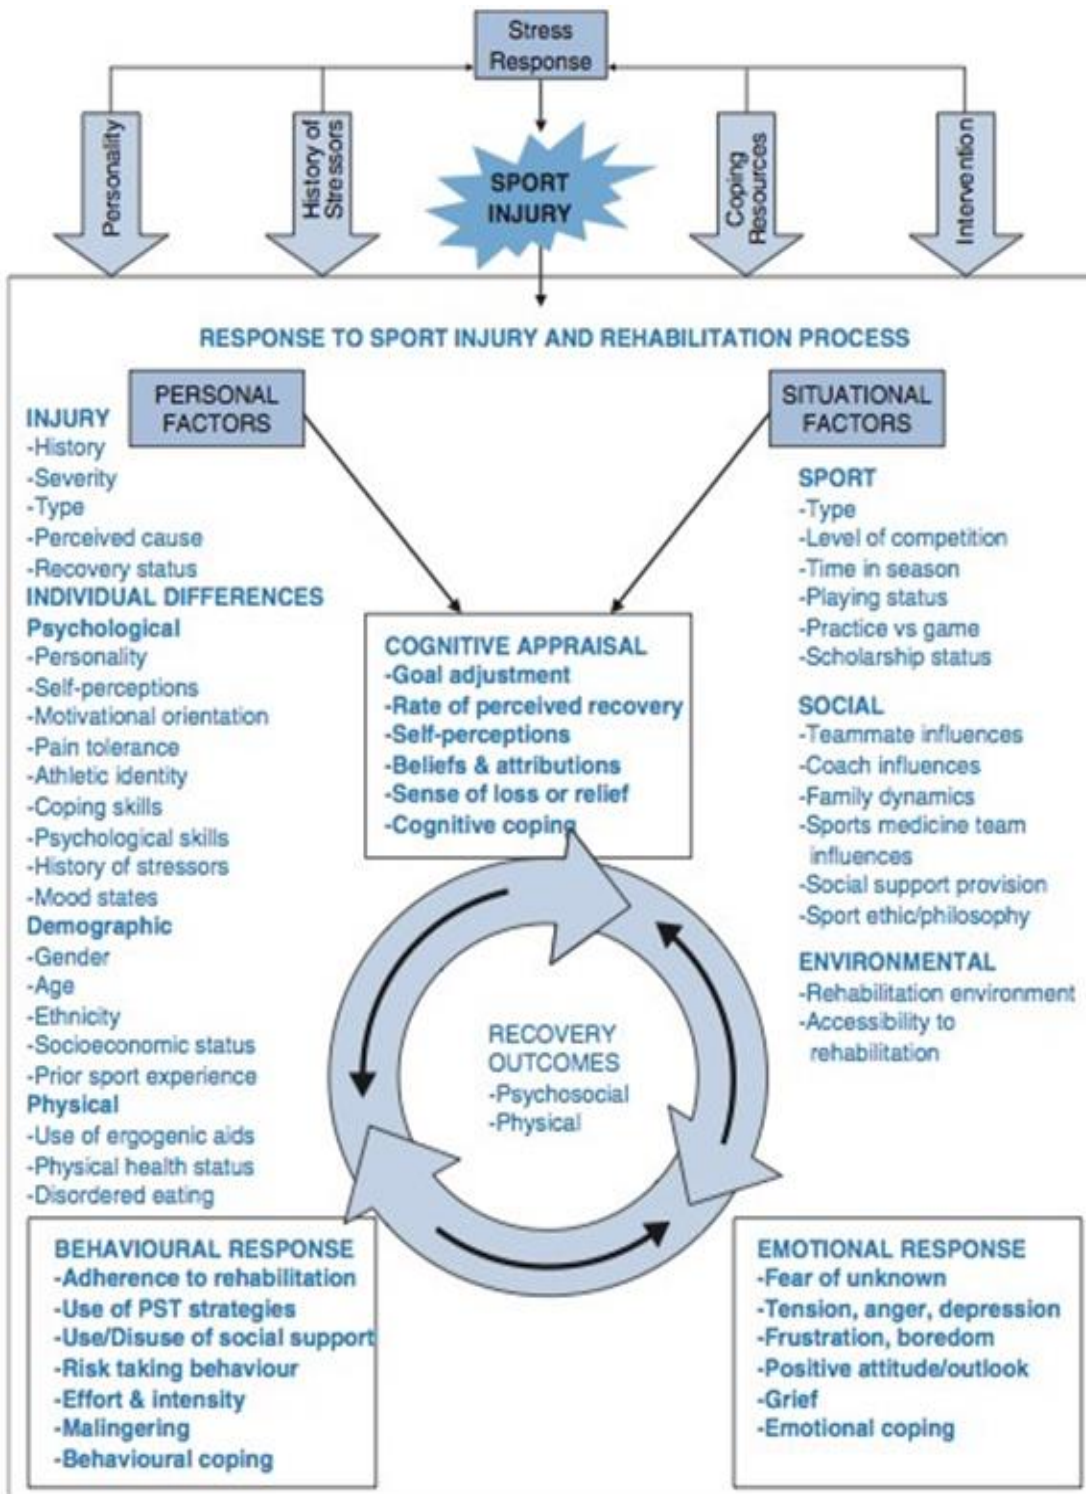 Stress
Response
Personality
History of
Stressors
SPORT
INJURY
Coping
Resources
Intervention
RESPONSE TO SPORT INJURY AND REHABILITATION PROCESS
PERSONAL
FACTORS
INJURY
-History
-Severity
-Type
-Perceived cause
-Recovery status
INDIVIDUAL DIFFERENCES
Psychological
-Personality
-Self-perceptions
-Motivational orientation
-Pain tolerance
-Athletic identity
-Coping skills
-Psychological skills
-History of stressors
-Mood states
Demographic
-Gender
-Age
-Ethnicity
-Socioeconomic status
-Prior sport experience
Physical
-Use of ergogenic aids
-Physical health status
-Disordered eating
SITUATIONAL
FACTORS
SPORT
-Type
-Level of competition
-Time in season
-Playing status
-Practice vs game
-Scholarship status
SOCIAL
-Teammate influences
-Coach influences
-Family dynamics
-Sports medicine team
influences
-Social support provision
-Sport ethic/philosophy
ENVIRONMENTAL
-Rehabilitation environment
-Accessibility to
rehabilitation
COGNITIVE APPRAISAL
-Goal adjustment
-Rate of perceived recovery
-Self-perceptions
-Beliefs & attributions
-Sense of loss or relief
-Cognitive coping
RECOVERY
OUTCOMES
-Psychosocial
-Physical
BEHAVIOURAL RESPONSE
-Adherence to rehabilitation
-Use of PST strategies
-Use/Disuse of social support
-Risk taking behaviour
-Effort & intensity
-Malingering
-Behavioural coping
EMOTIONAL RESPONSE
-Fear of unknown
-Tension, anger, depression
-Frustration, boredom
-Positive attitude/outlook
-Grief
-Emotional coping